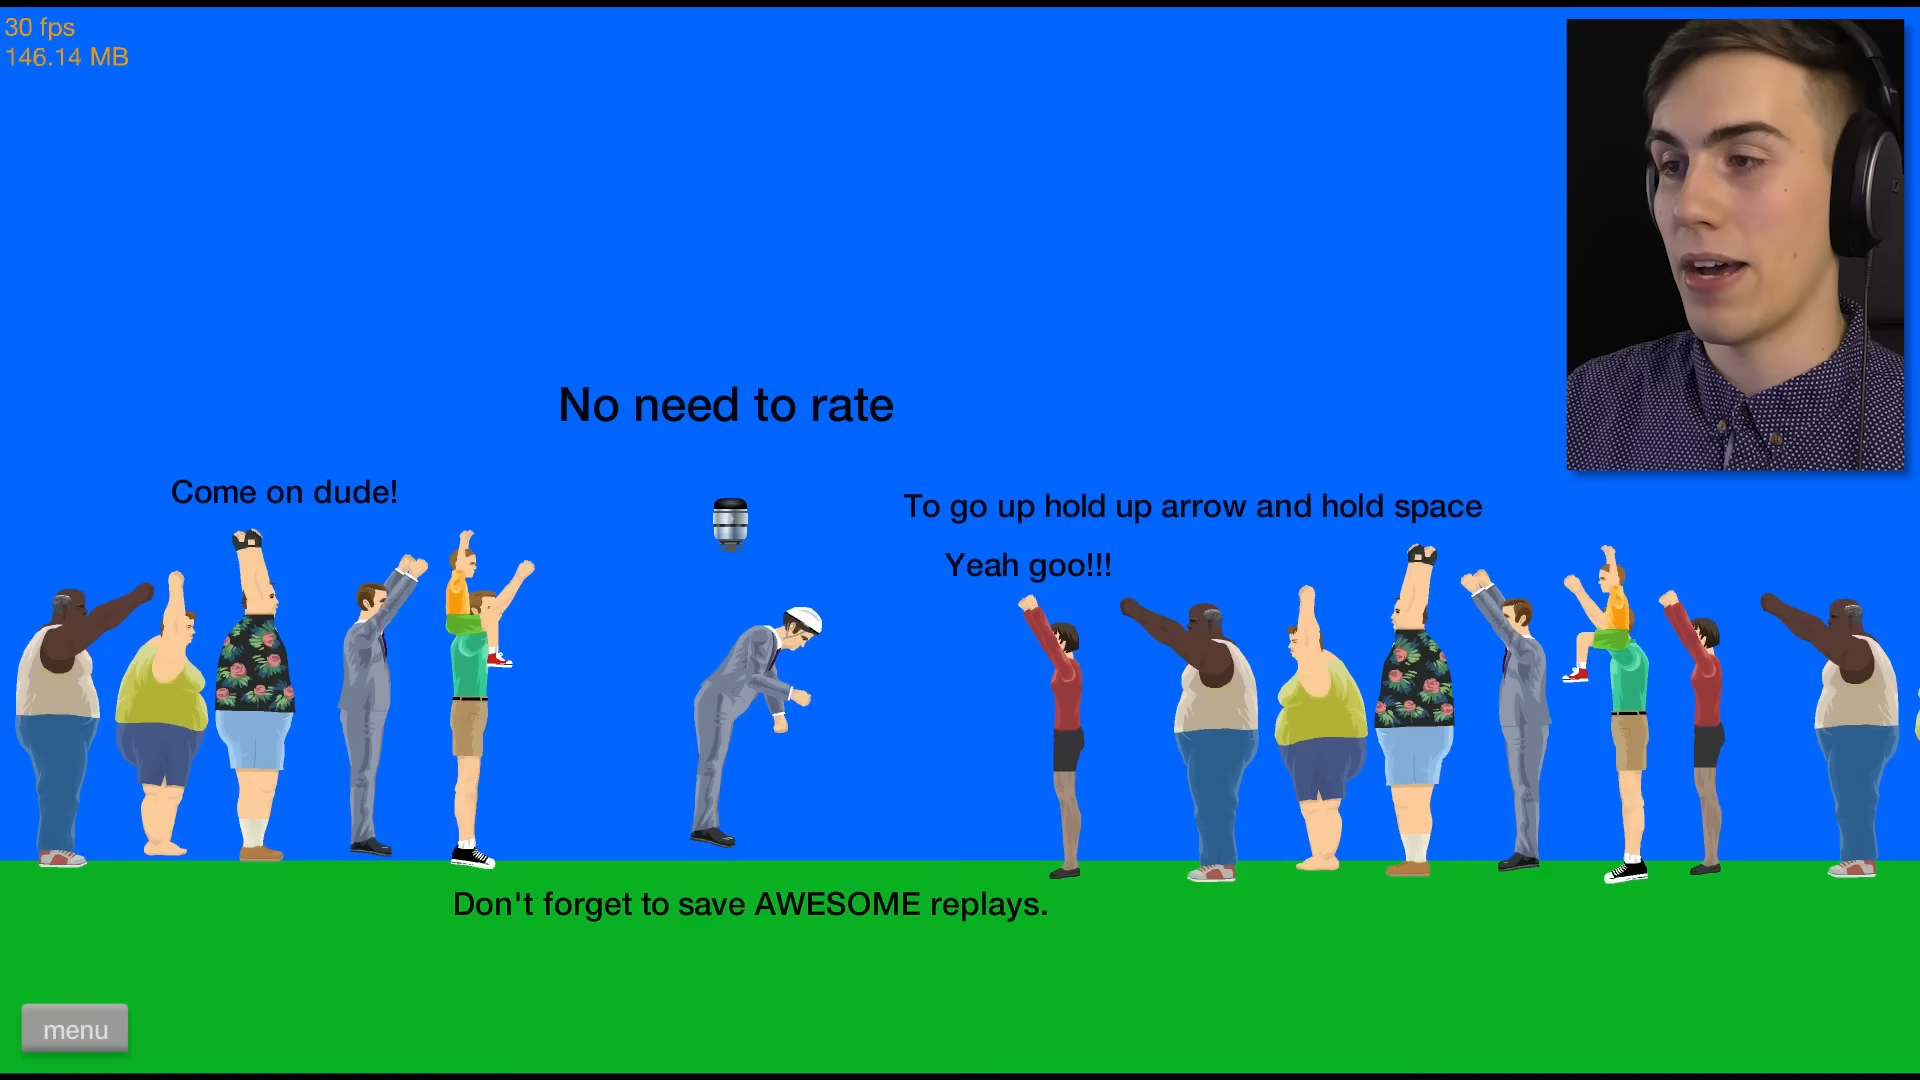 30 fps
146.14 MB
No need to rate
Come on dude!
To go up hold up arrow and hold space
Yeah goo!!!
Don't forget to save AWESOME replays.
menu